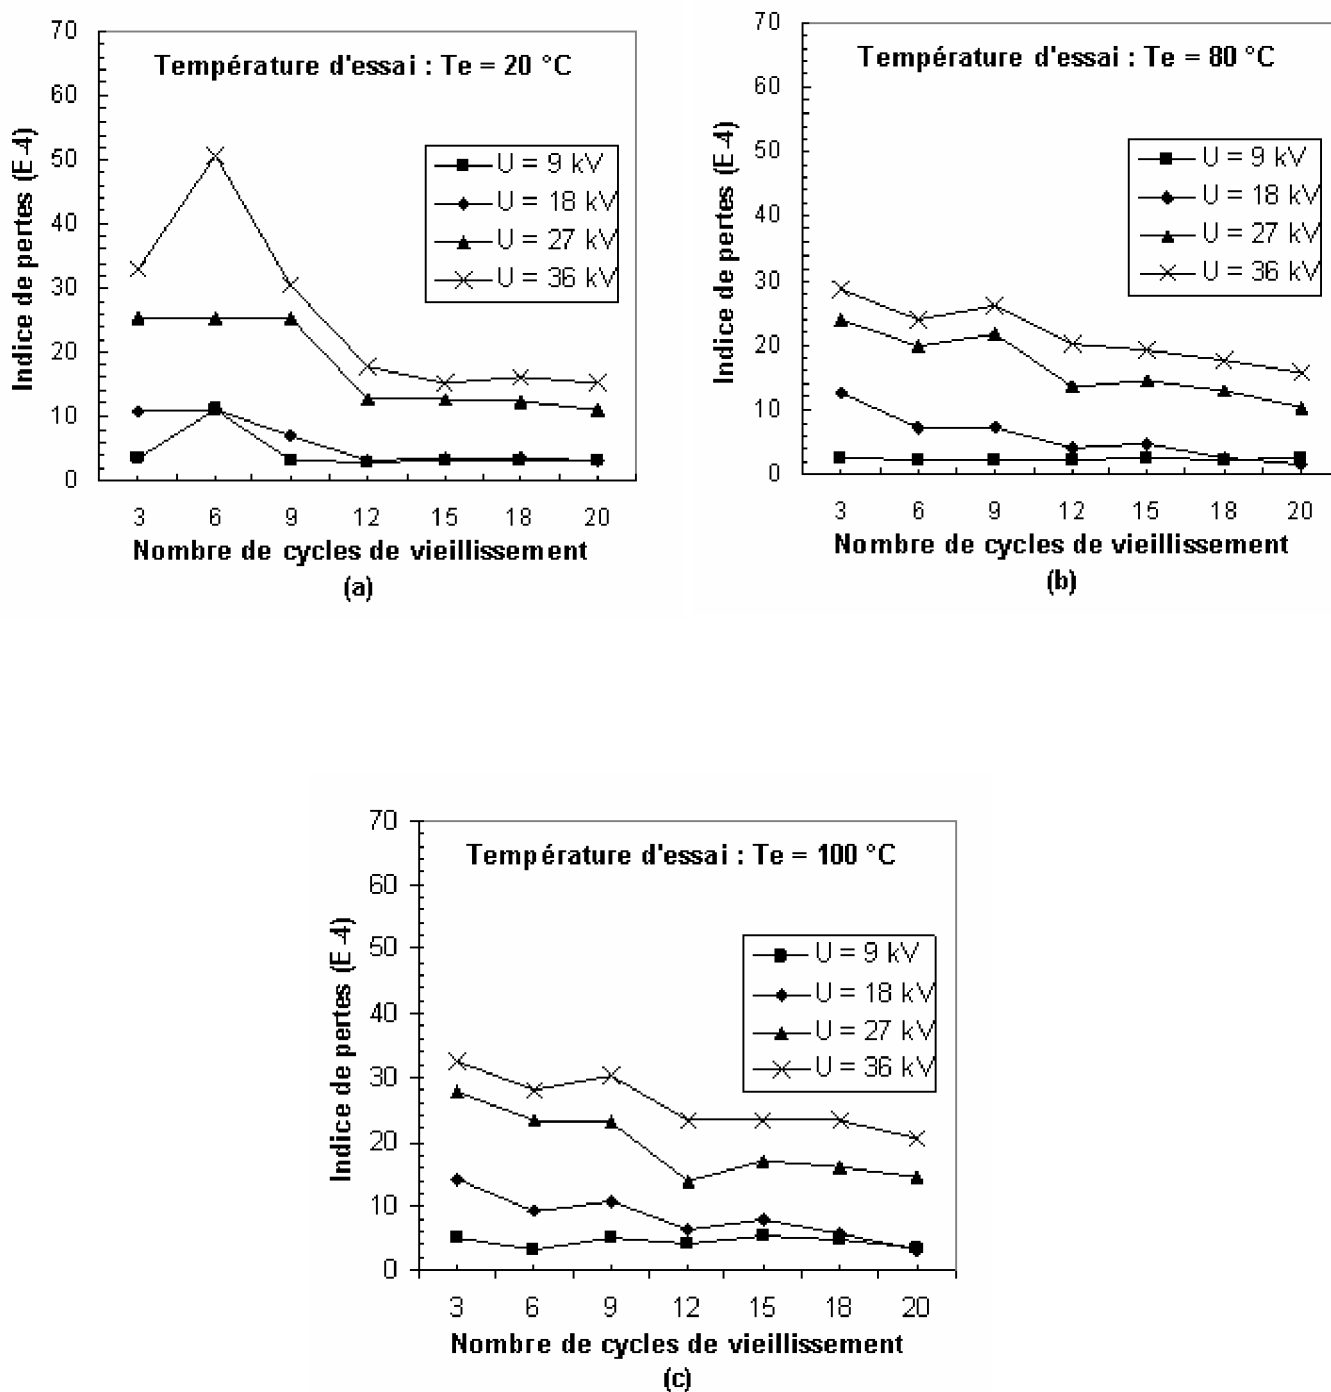 70
60
50
40
30
20
10
0
Indice de pertes (E-4)
Température d'essai : Te = 20 °C
U = 9 kV
U = 18 kV
U = 27 kV
U = 36 kV
3 6 9 12 15 18 20
Nombre de cycles de vieillissement
(a)
70
60
50
40
30
20
10
0
Indice de pertes (E-4)
Température d'essai : Te = 80 °C
U = 9 kV
U = 18 kV
U = 27 kV
U = 36 kV
3 6 9 12 15 18 20
Nombre de cycles de vieillissement
(b)
70
60
50
40
30
20
10
0
Indice de pertes (E-4)
Température d'essai : Te = 100 °C
U = 9 kV
U = 18 kV
U = 27 kV
U = 36 kV
3 6 9 12 15 18 20
Nombre de cycles de vieillissement
(c)